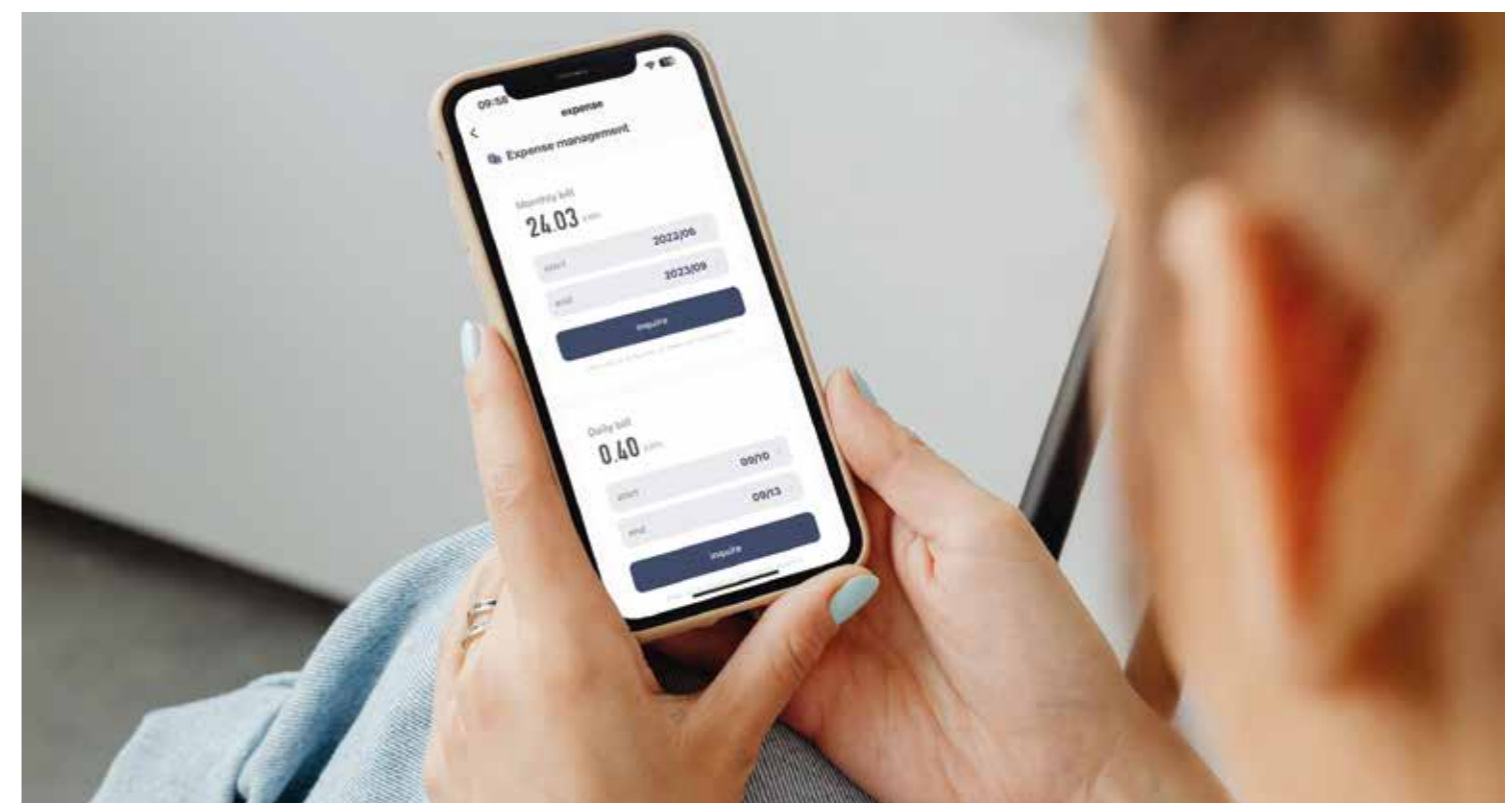 09:58
expense
Expense management
Monthly bill
24.03
start 2023/06
end 2023/09
inquire
Daily bill
0.40
start 09/10
end 09/13
inquire